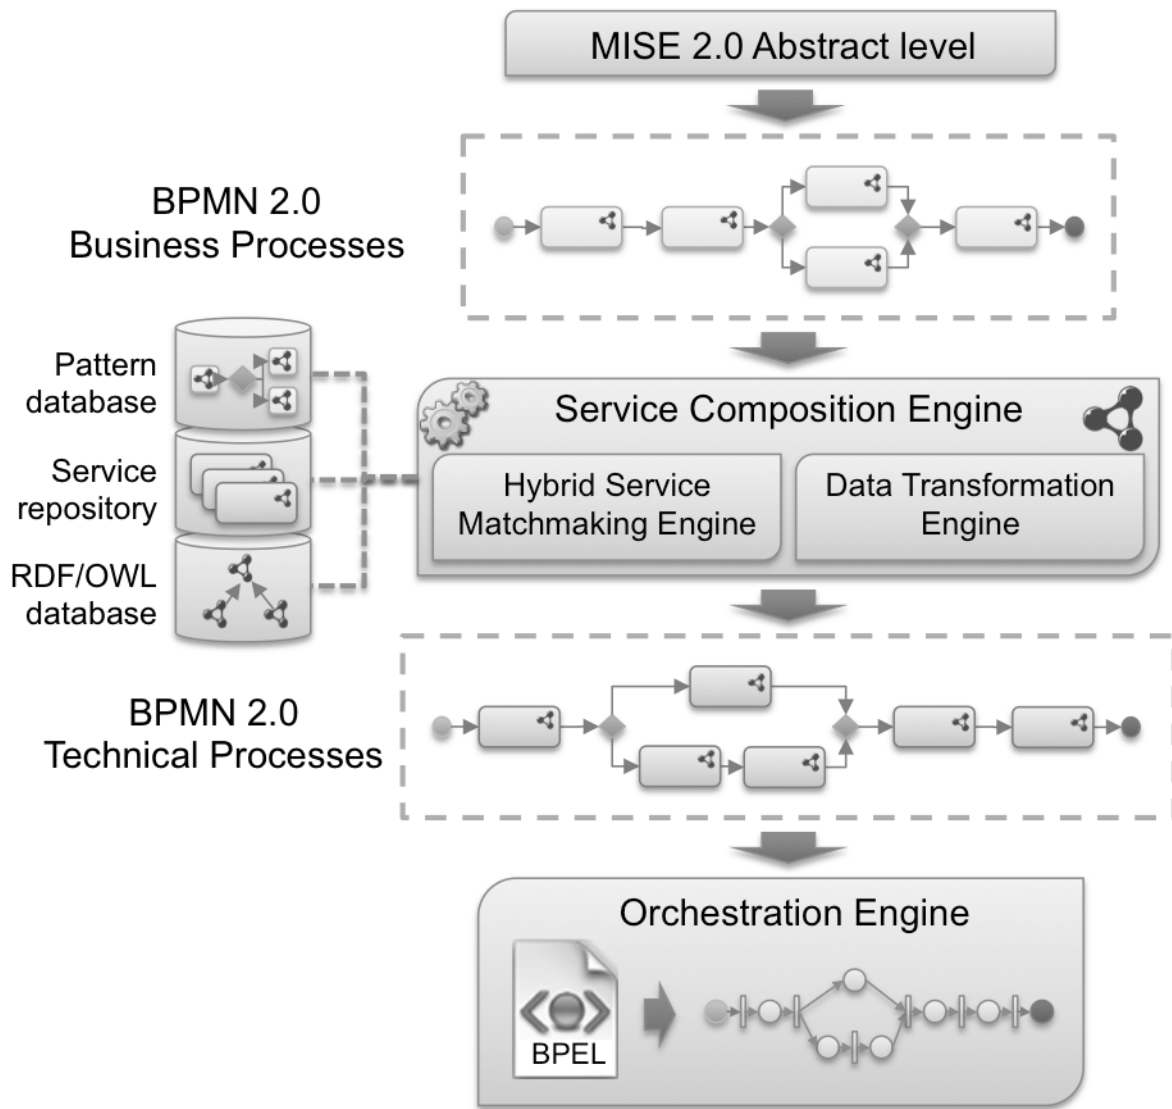 MISE 2.0 Abstract level
BPMN 2.0
Business Processes
Pattern
database
Service
repository
RDF/OWL
database
Service Composition Engine
Hybrid Service
Matchmaking Engine
Data Transformation
Engine
BPMN 2.0
Technical Processes
Orchestration Engine
BPEL